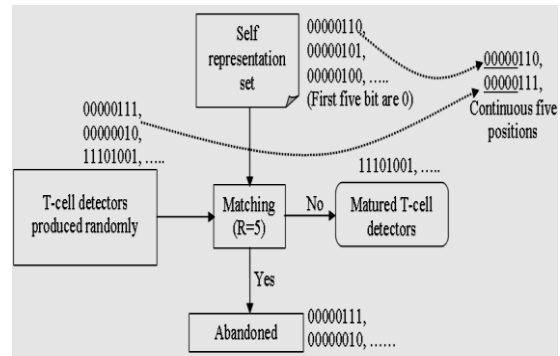 Self
representation
set
00000110,
00000101,
00000100, .....
(First five bit are 0)
00000110,
00000111,
Continuous five
positions
00000111,
00000010,
11101001, .....
T-cell detectors
produced randomly
Matching
(R=5)
No
11101001, .....
Matured T-cell
detectors
Yes
Abandoned
00000111,
00000010, ......